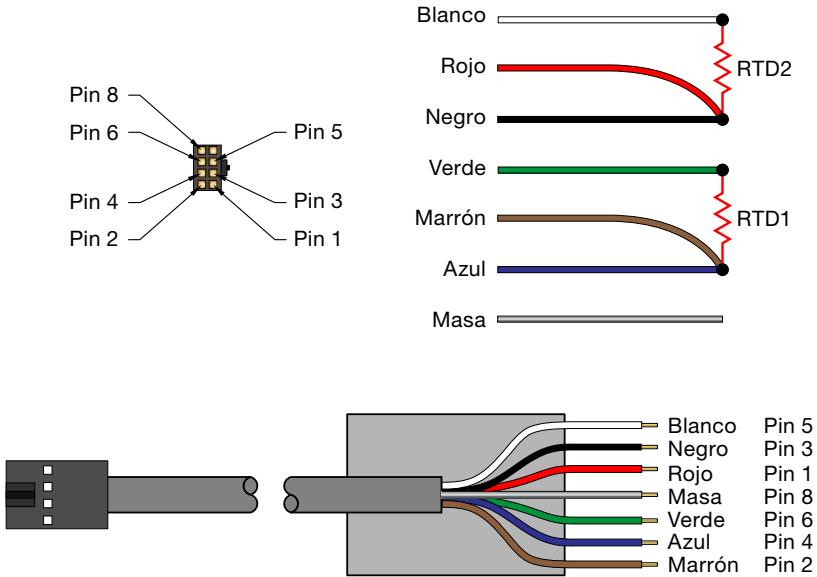 Blanco
Rojo
RTD2
Negro
Verde
Marrón
RTD1
Azul
Masa
Pin 8
Pin 6
Pin 5
Pin 4
Pin 3
Pin 2
Pin 1
Blanco Pin 5
Negro Pin 3
Rojo Pin 1
Masa Pin 8
Verde Pin 6
Azul Pin 4
Marrón Pin 2